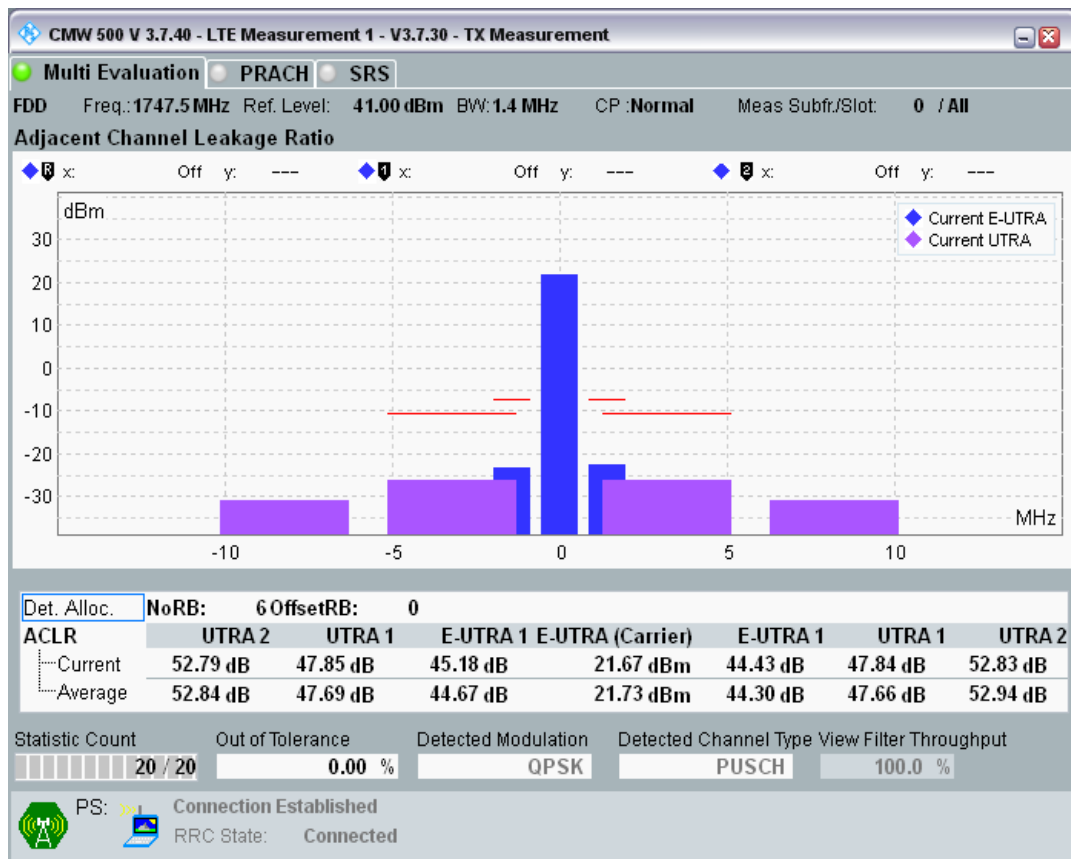 CMW 500 V 3.7.40 - LTE Measurement 1 - V3.7.30 - TX Measurement
Multi Evaluation PRACH SRS
FDD Freq.:1747.5 MHz Ref. Level: 41.00 dBm BW:1.4 MHz CP :Normal Meas Subfr./Slot: 0 / All
Adjacent Channel Leakage Ratio
R x: Off y: --- 1 x: Off y: --- 2 x: Off y: ---
dBm
Current E-UTRA
Current UTRA
30
20
10
0
-10
-20
-30
MHz
-10 -5 0 5 10
Det. Alloc. NoRB: 6 OffsetRB: 0
ACLR UTRA 2 UTRA 1 E-UTRA 1 E-UTRA (Carrier) E-UTRA 1 UTRA 1 UTRA 2
Current 52.79 dB 47.85 dB 45.18 dB 21.67 dBm 44.43 dB 47.84 dB 52.83 dB
Average 52.84 dB 47.69 dB 44.67 dB 21.73 dBm 44.30 dB 47.66 dB 52.94 dB
Statistic Count Out of Tolerance Detected Modulation Detected Channel Type View Filter Throughput
20 / 20 0.00 % QPSK PUSCH 100.0 %
PS: Connection Established
RRC State: Connected